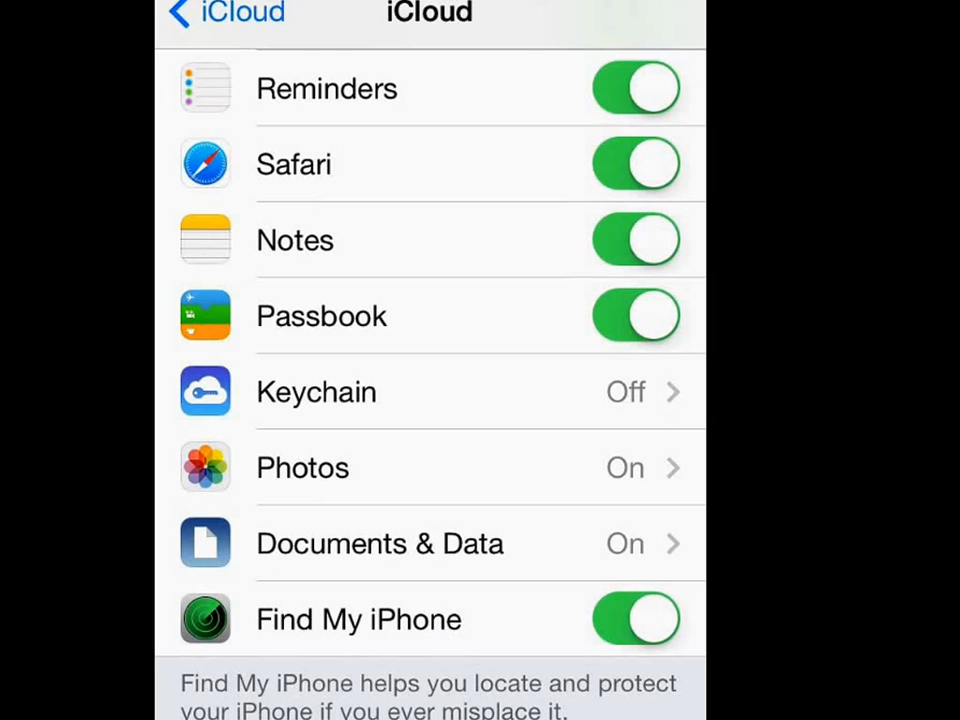 iCloud iCloud
Reminders
Safari
Notes
Passbook
Keychain Off
Photos On
Documents & Data On
Find My iPhone
Find My iPhone helps you locate and protect
your iPhone if you ever misplace it.